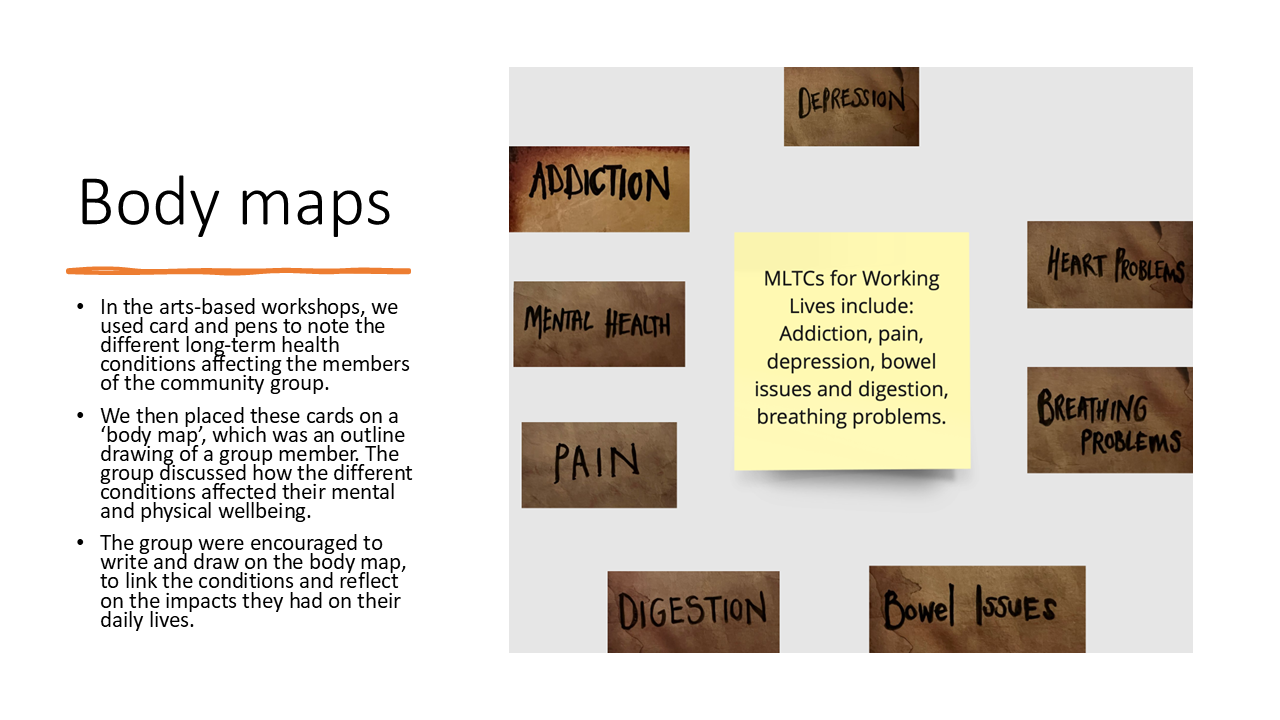 Body maps
• In the arts-based workshops, we
used card and pens to note the
different long-term health
conditions affecting the members
of the community group.
• We then placed these cards on a
‘body map’, which was an outline
drawing of a group member. The
group discussed how the different
conditions affected their mental
and physical wellbeing.
• The group were encouraged to
write and draw on the body map,
to link the conditions and reflect
on the impacts they had on their
daily lives.
DEPRESSION
ADDICTION
HEART PROBLEMS
MENTAL HEALTH
MLTCs for Working
Lives include:
Addiction, pain,
depression, bowel
issues and digestion,
breathing problems.
BREATHING
PROBLEMS
PAIN
DIGESTION
Bowel ISSUES